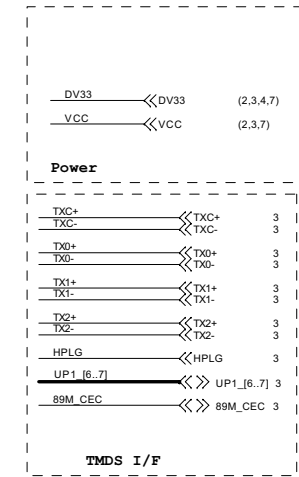 DV33 DV33 (2,3,4,7)
VCC VCC (2,3,7)
Power
TXC+ TXC+ 3
TXC- TXC- 3
TX0+ TX0+ 3
TX0- TX0- 3
TX1+ TX1+ 3
TX1- TX1- 3
TX2+ TX2+ 3
TX2- TX2- 3
HPLG HPLG 3
UP1_[6..7] UP1_[6..7] 3
89M_CEC 89M_CEC 3
TMDS I/F